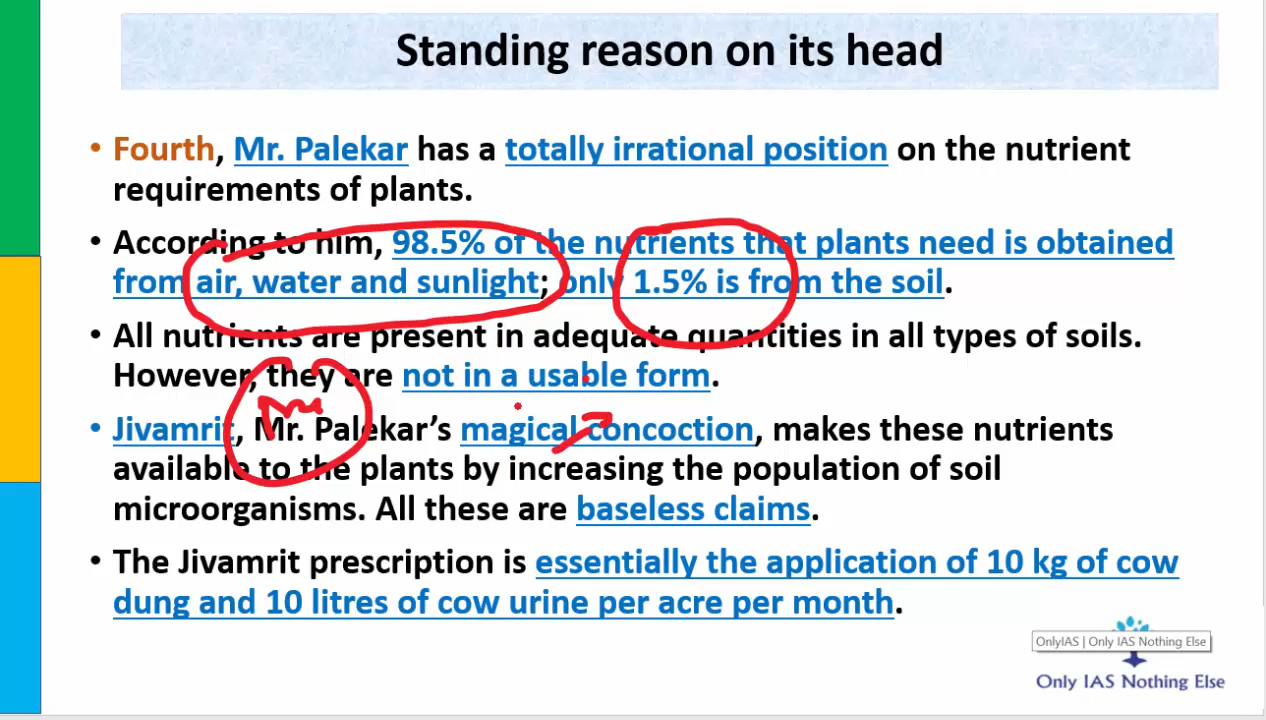 Standing reason on its head
• Fourth, Mr. Palekar has a totally irrational position on the nutrient
requirements of plants.
• According to him, 98.5% of the nutrients that plants need is obtained
from air, water and sunlight; only 1.5% is from the soil.
• All nutrients are present in adequate quantities in all types of soils.
However, they are not in a usable form.
• Jivamrit, Mr. Palekar’s magical concoction, makes these nutrients
available to the plants by increasing the population of soil
microorganisms. All these are baseless claims.
• The Jivamrit prescription is essentially the application of 10 kg of cow
dung and 10 litres of cow urine per acre per month.
OnlyIAS | Only IAS Nothing Else
Only IAS Nothing Else